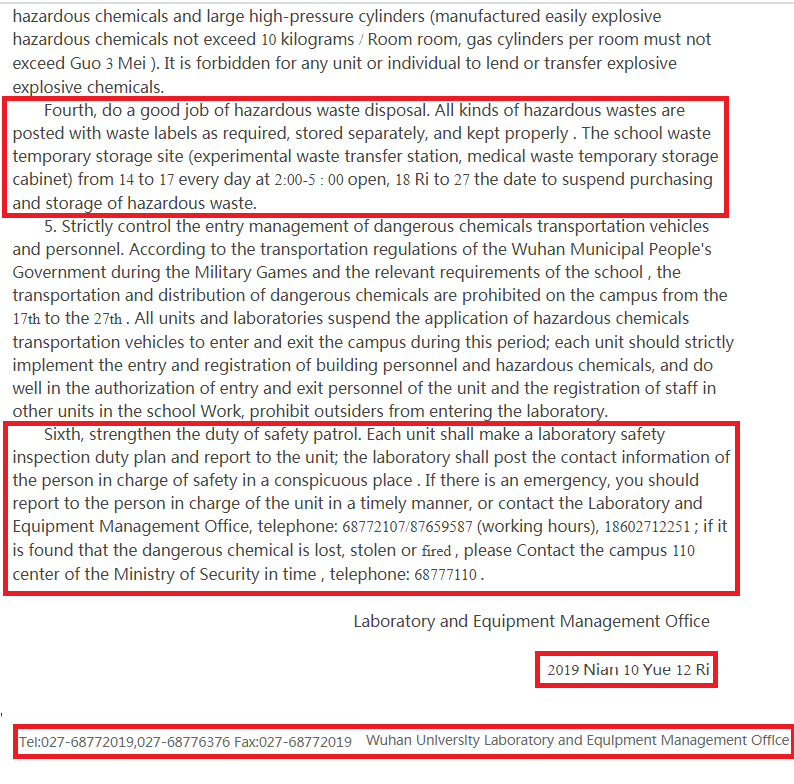 hazardous chemicals and large high-pressure cylinders (manufactured easily explosive
hazardous chemicals not exceed 10 kilograms / Room room, gas cylinders per room must not
exceed Guo 3 Mei ). It is forbidden for any unit or individual to lend or transfer explosive
explosive chemicals.
Fourth, do a good job of hazardous waste disposal. All kinds of hazardous wastes are
posted with waste labels as required, stored separately, and kept properly . The school waste
temporary storage site (experimental waste transfer station, medical waste temporary storage
cabinet) from 14 to 17 every day at 2:00-5 : 00 open, 18 Ri to 27 the date to suspend purchasing
and storage of hazardous waste.
5. Strictly control the entry management of dangerous chemicals transportation vehicles
and personnel. According to the transportation regulations of the Wuhan Municipal People's
Government during the Military Games and the relevant requirements of the school , the
transportation and distribution of dangerous chemicals are prohibited on the campus from the
17th to the 27th . All units and laboratories suspend the application of hazardous chemicals
transportation vehicles to enter and exit the campus during this period; each unit should strictly
implement the entry and registration of building personnel and hazardous chemicals, and do
well in the authorization of entry and exit personnel of the unit and the registration of staff in
other units in the school Work, prohibit outsiders from entering the laboratory.
Sixth, strengthen the duty of safety patrol. Each unit shall make a laboratory safety
inspection duty plan and report to the unit; the laboratory shall post the contact information of
the person in charge of safety in a conspicuous place . If there is an emergency, you should
report to the person in charge of the unit in a timely manner, or contact the Laboratory and
Equipment Management Office, telephone: 68772107/87659587 (working hours), 18602712251 ; if it
is found that the dangerous chemical is lost, stolen or fired , please Contact the campus 110
center of the Ministry of Security in time , telephone: 68777110 .
Laboratory and Equipment Management Office
2019 Nian 10 Yue 12 Ri
Tel:027-68772019,027-68776376 Fax:027-68772019 Wuhan University Laboratory and Equipment Management Office